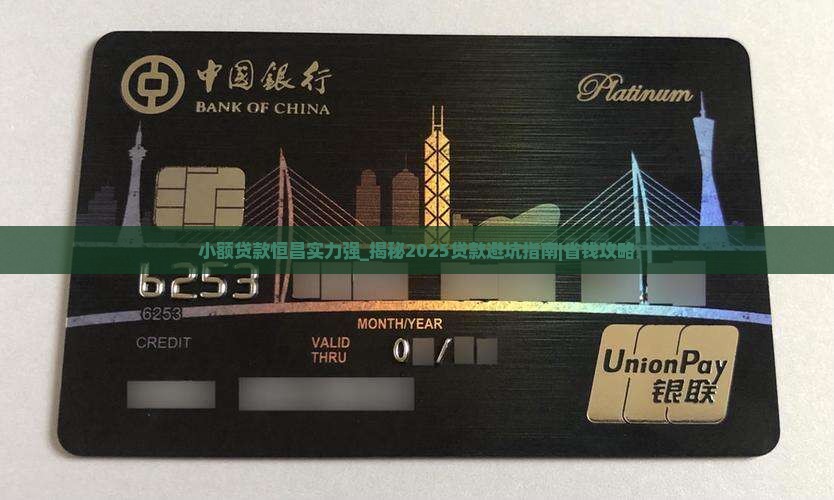 中国銀行
BANK OF CHINA
Platinum
小额贷款恒昌实力强_揭秘2025贷款避坑指南|省钱攻略
6253
6253
MONTH/YEAR
CREDIT
VALID
THRU
0 /
UnionPay
银联